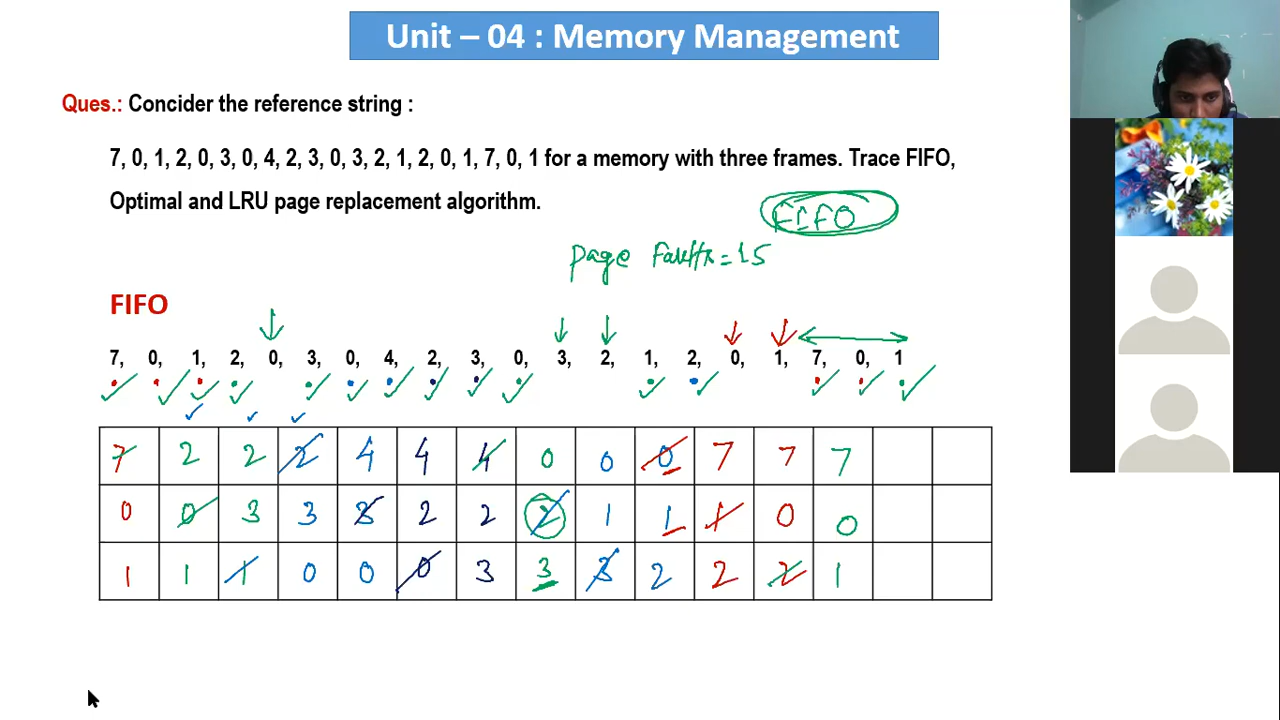 Unit – 04 : Memory Management
Ques.: Concider the reference string :
7, 0, 1, 2, 0, 3, 0, 4, 2, 3, 0, 3, 2, 1, 2, 0, 1, 7, 0, 1 for a memory with three frames. Trace FIFO,
Optimal and LRU page replacement algorithm.
FIFO
page Faults = 15
FIFO
7, 0, 1, 2, 0, 3, 0, 4, 2, 3, 0, 3, 2, 1, 2, 0, 1, 7, 0, 1
7 2 2 2 4 4 4 0 0 0 7 7 7
0 0 3 3 3 2 2 2 1 1 1 0 0
1 1 1 0 0 0 3 3 3 2 2 2 1